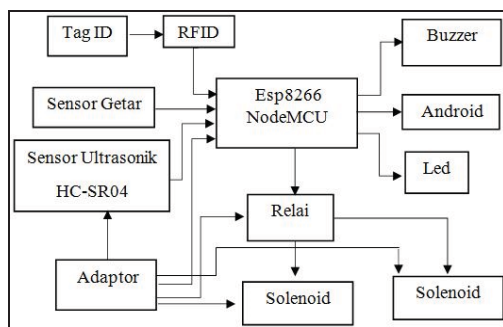 Tag ID
RFID
Buzzer
Esp8266
NodeMCU
Sensor Getar
Android
Sensor Ultrasonik
HC-SR04
Led
Relai
Adaptor
Solenoid
Solenoid